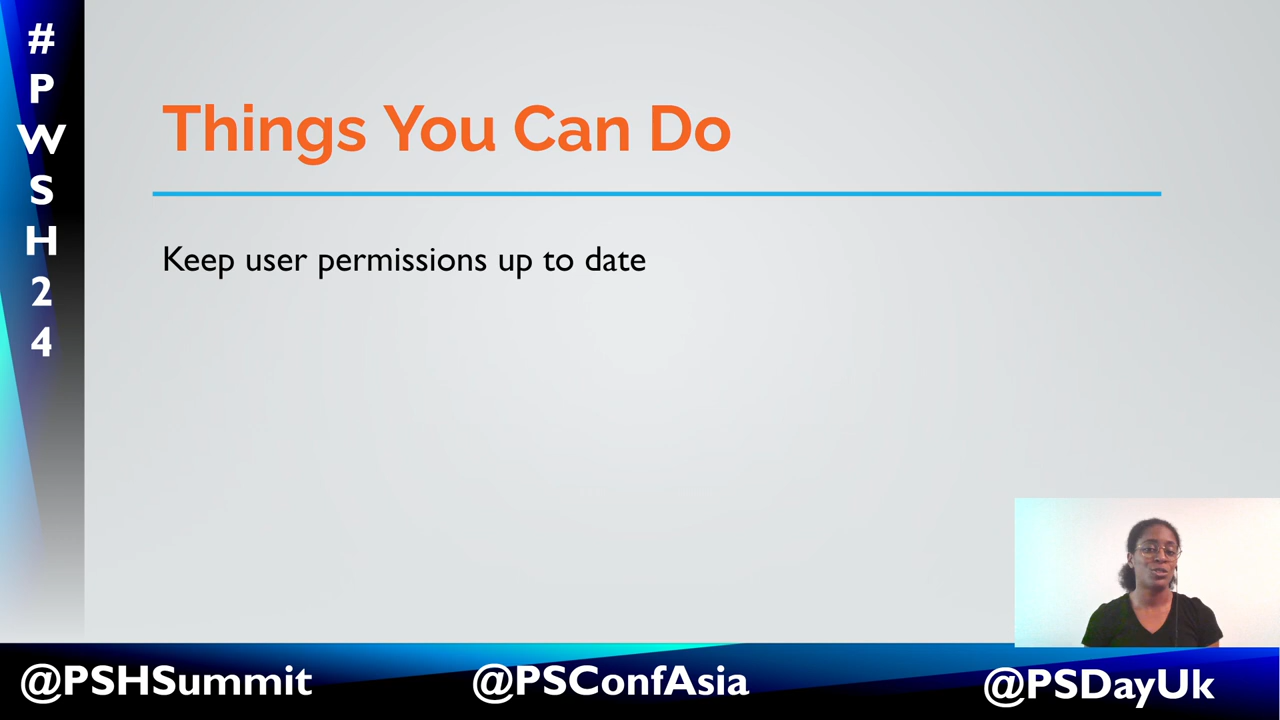 #
P
W
S
H
2
4
Things You Can Do
Keep user permissions up to date
@PSHSummit
@PSConfAsia
@PSDayUk